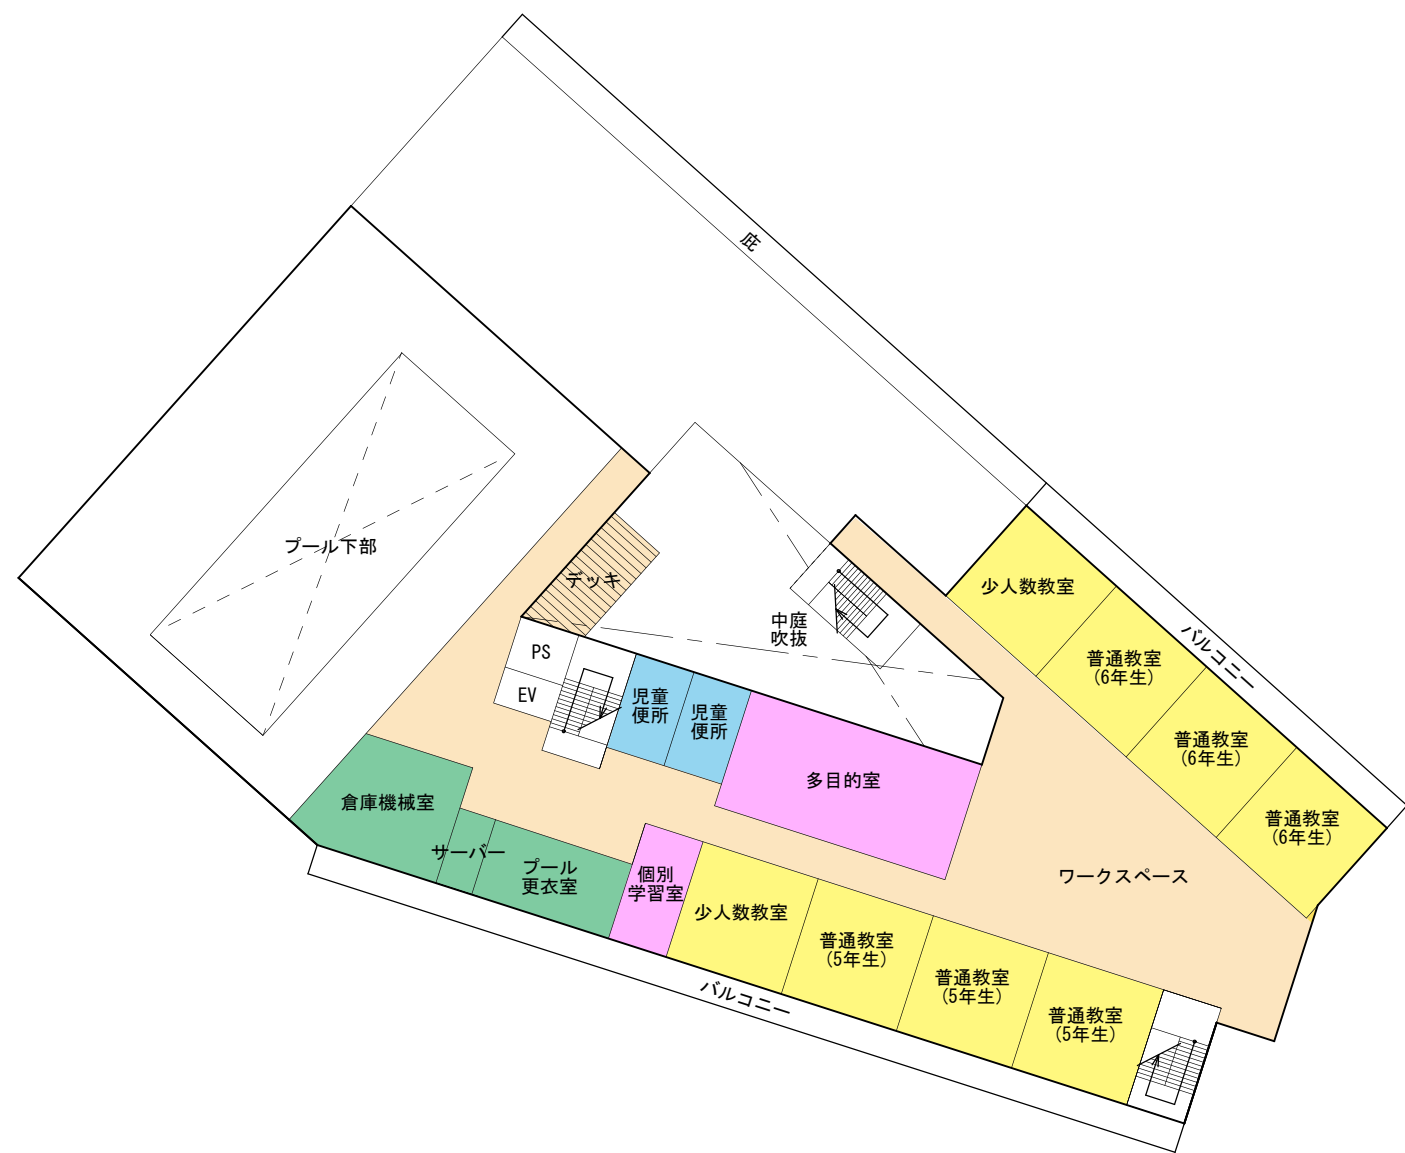 庇
プール下部
デッキ
中庭
吹抜
少人数教室
バルコニー
普通教室
(6年生)
普通教室
(6年生)
普通教室
(6年生)
PS
EV
児童
便所
児童
便所
多目的室
倉庫機械室
サーバー
プール
更衣室
個別
学習室
少人数教室
ワークスペース
普通教室
(5年生)
普通教室
(5年生)
普通教室
(5年生)
バルコニー